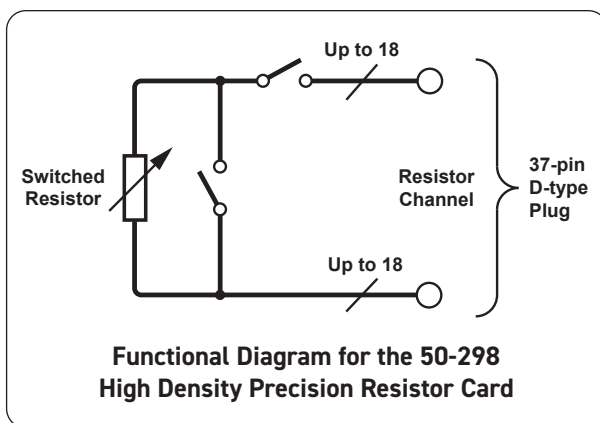 Up to 18
Switched
Resistor
Resistor
Channel
37-pin
D-type
Plug
Up to 18
Functional Diagram for the 50-298
High Density Precision Resistor Card